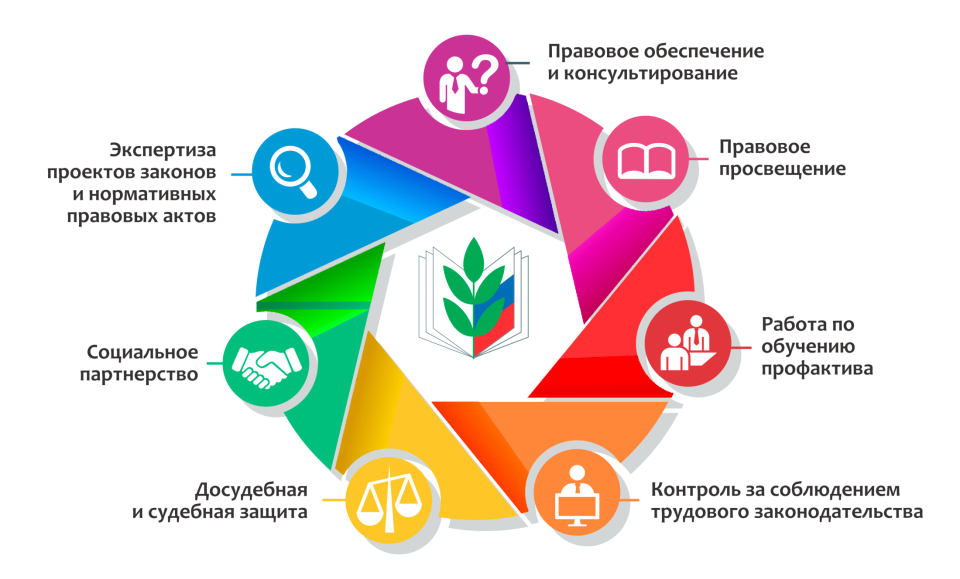 Правовое обеспечение
и консультирование
Правовое
просвещение
Работа по
обучению
профактива
Контроль за соблюдением
трудового законодательства
Досудебная
и судебная защита
Социальное
партнерство
Экспертиза
проектов законов
и нормативных
правовых актов